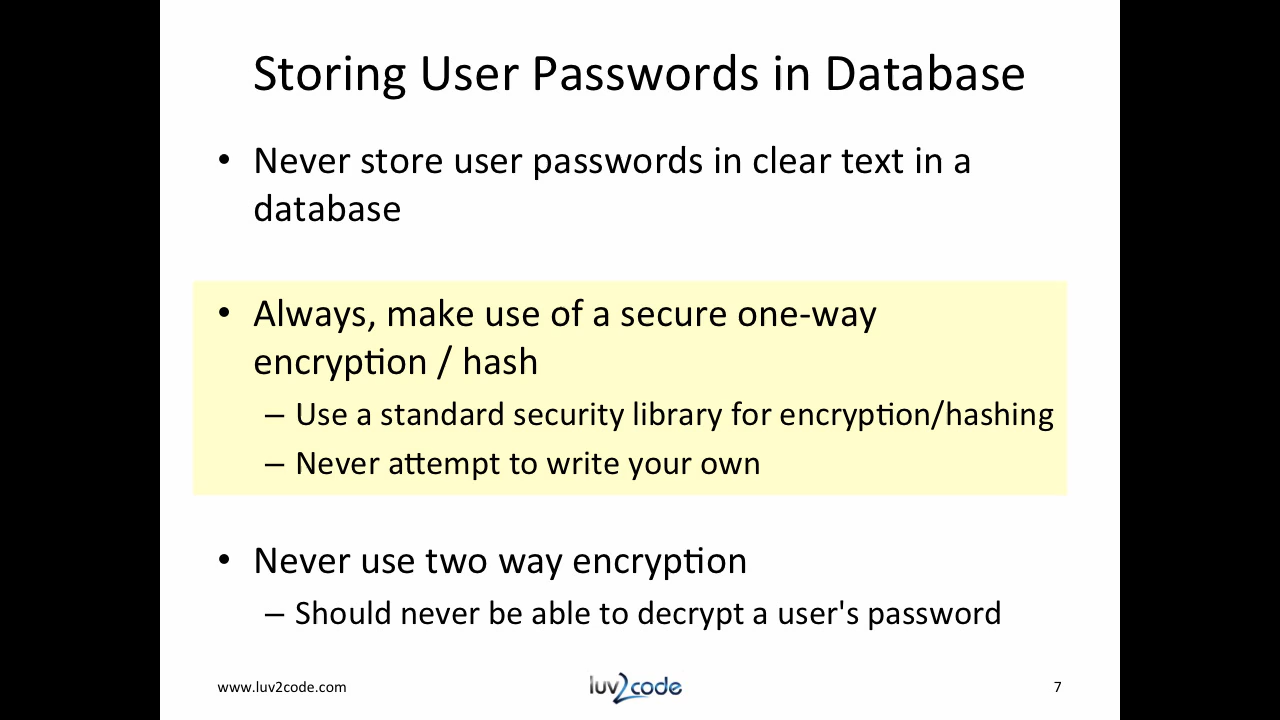 Storing User Passwords in Database
• Never store user passwords in clear text in a
database
• Always, make use of a secure one-way
encryption / hash
– Use a standard security library for encryption/hashing
– Never attempt to write your own
• Never use two way encryption
– Should never be able to decrypt a user's password
www.luv2code.com luv2code 7